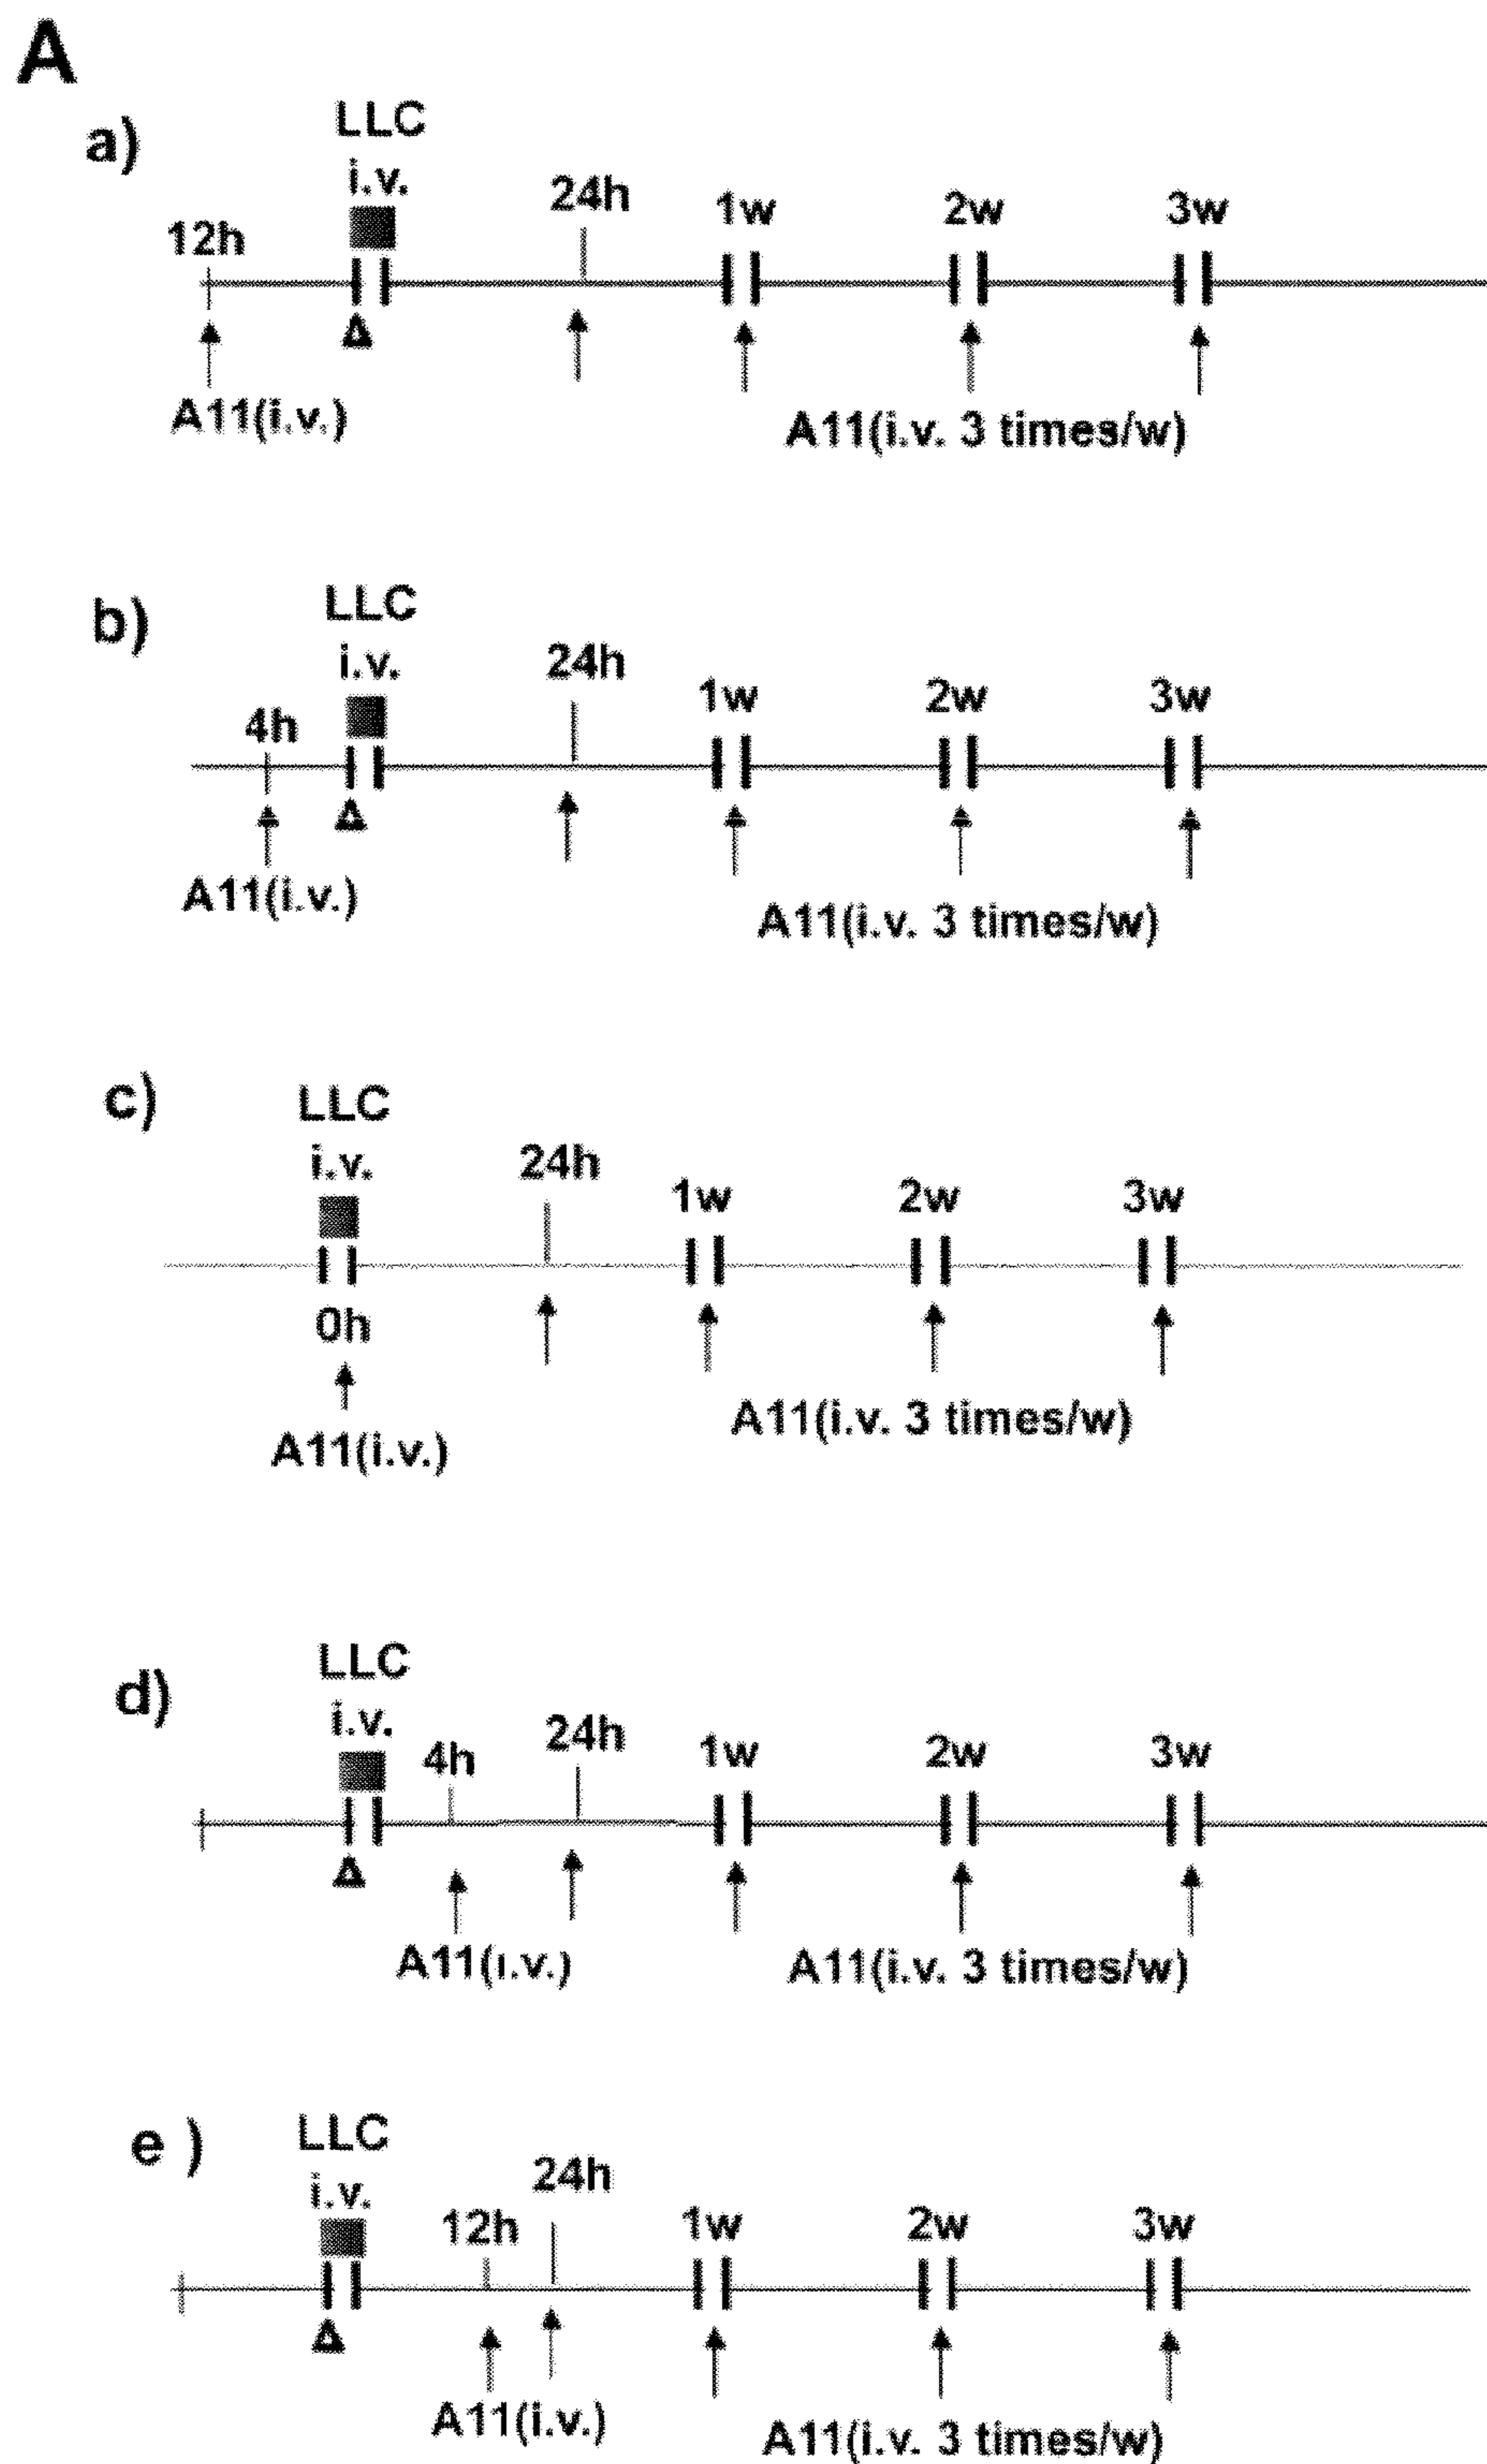 A
a)
LLC
i.v.
12h
24h
1w
2w
3w
Δ
A11(i.v.)
A11(i.v. 3 times/w)
b)
LLC
i.v.
4h
24h
1w
2w
3w
Δ
A11(i.v.)
A11(i.v. 3 times/w)
c)
LLC
i.v.
24h
1w
2w
3w
0h
A11(i.v.)
A11(i.v. 3 times/w)
d)
LLC
i.v.
4h
24h
1w
2w
3w
Δ
A11(i.v.)
A11(i.v. 3 times/w)
e )
LLC
i.v.
12h
24h
1w
2w
3w
Δ
A11(i.v.)
A11(i.v. 3 times/w)